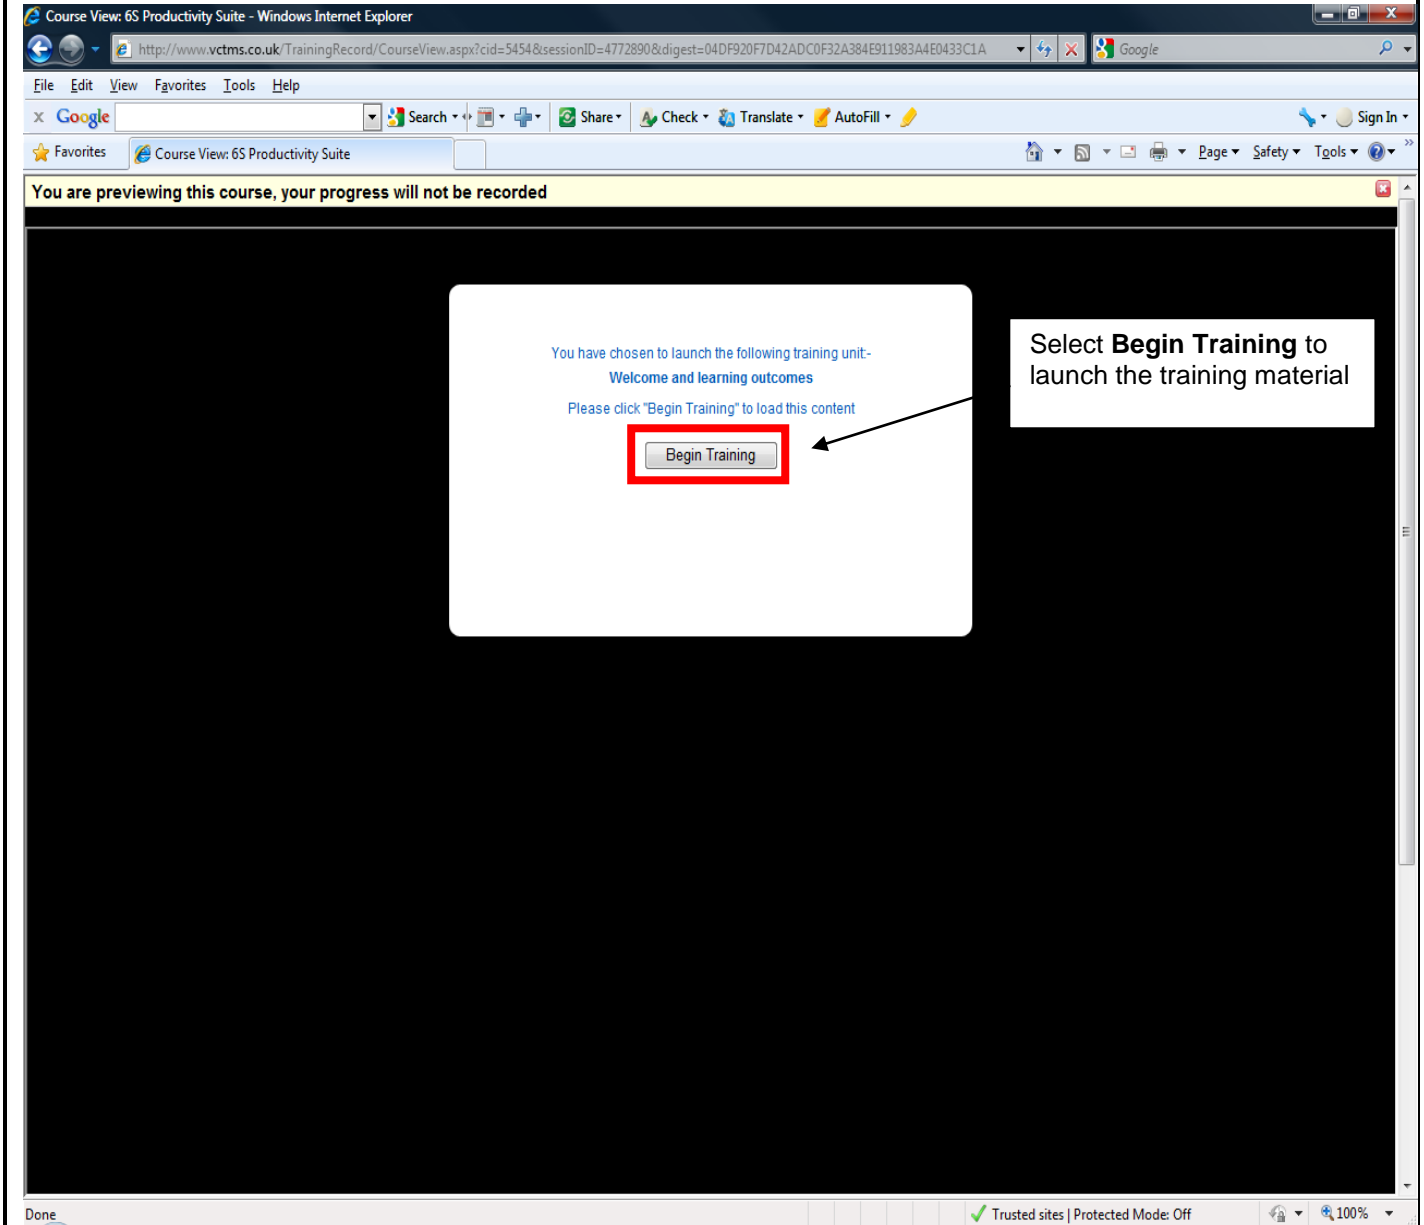 Course View: 6S Productivity Suite - Windows Internet Explorer
http://www.vctms.co.uk/TrainingRecord/CourseView.aspx?cid=5454&sessionID=4772890&digest=04DF920F7D42ADC0F32A384E911983A4E0433C1A Google
File Edit View Favorites Tools Help
x Google Search Share Check Translate AutoFill Sign In
Favorites Course View: 6S Productivity Suite Page Safety Tools
You are previewing this course, your progress will not be recorded
You have chosen to launch the following training unit:-
Welcome and learning outcomes
Please click "Begin Training" to load this content
Begin Training
Select Begin Training to
launch the training material
Done Trusted sites | Protected Mode: Off 100%